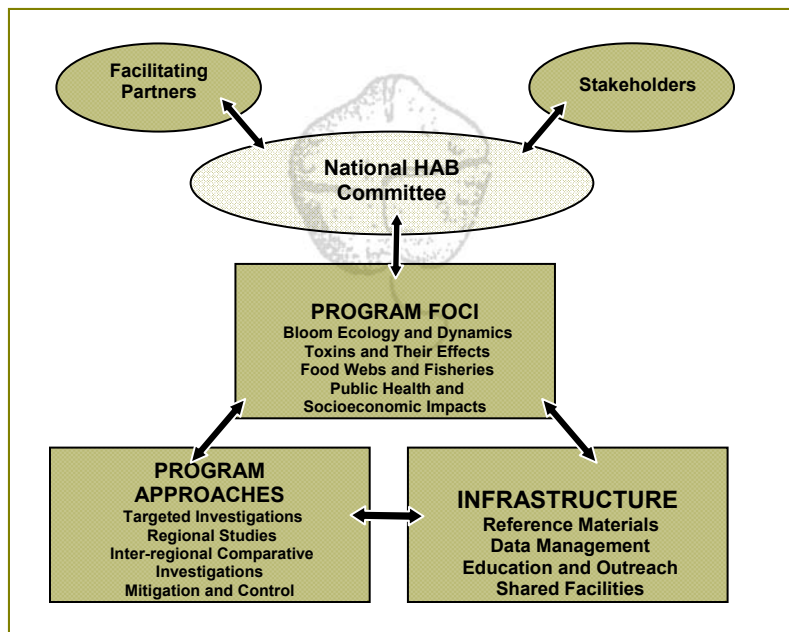 Facilitating
Partners
Stakeholders
National HAB
Committee
PROGRAM FOCI
Bloom Ecology and Dynamics
Toxins and Their Effects
Food Webs and Fisheries
Public Health and
Socioeconomic Impacts
PROGRAM
APPROACHES
Targeted Investigations
Regional Studies
Inter-regional Comparative
Investigations
Mitigation and Control
INFRASTRUCTURE
Reference Materials
Data Management
Education and Outreach
Shared Facilities